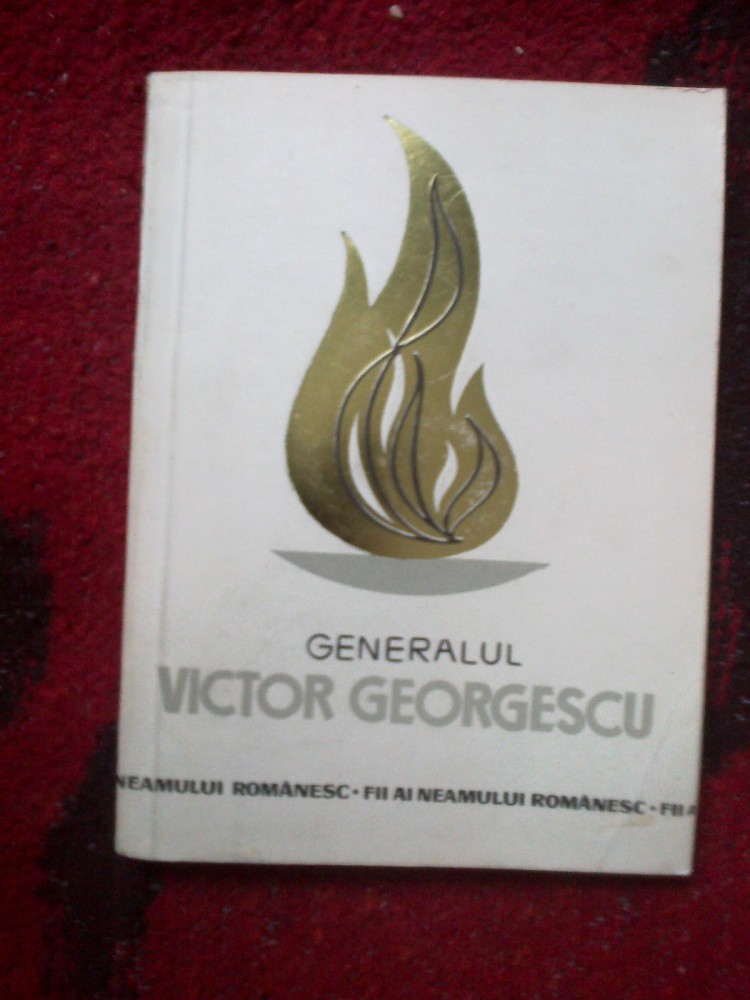 GENERALUL
VICTOR GEORGESCU
NEAMULUI ROMÂNESC • FII AI NEAMULUI ROMÂNESC • FII A